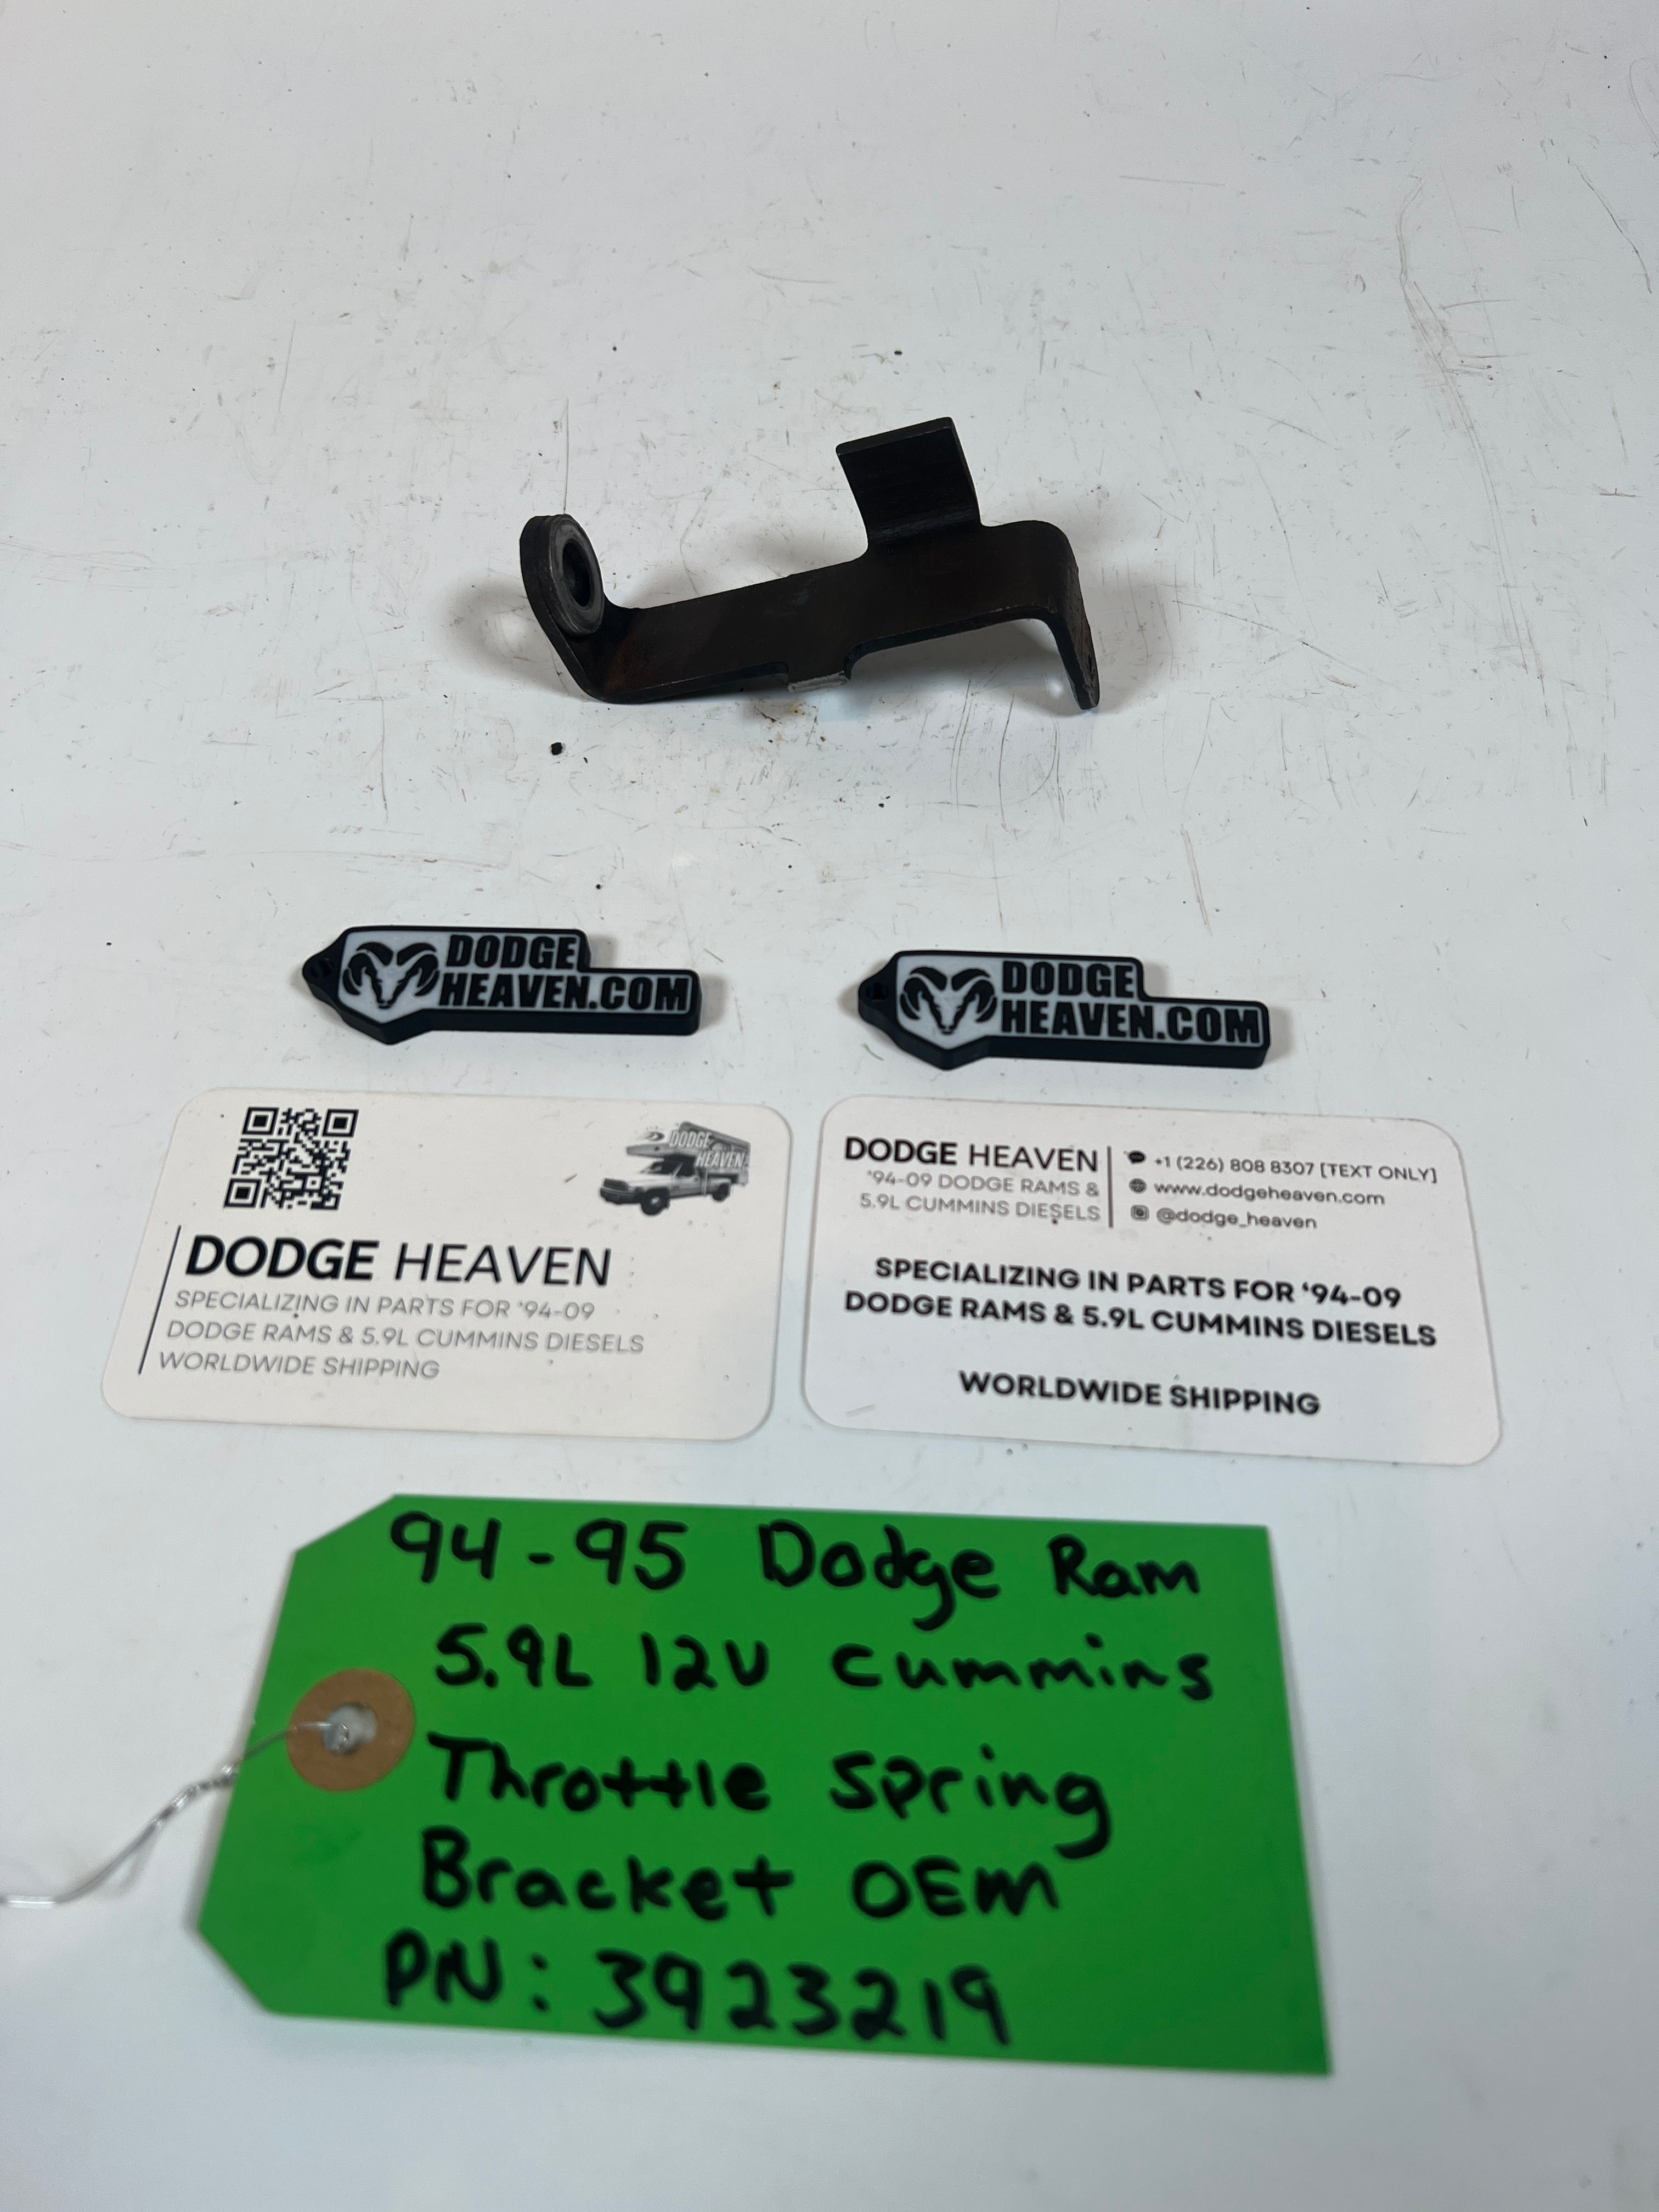 DODGE
HEAVEN.COM
DODGE
HEAVEN.COM
DODGE
HEAVEN
DODGE HEAVEN
SPECIALIZING IN PARTS FOR '94-09
DODGE RAMS & 5.9L CUMMINS DIESELS
WORLDWIDE SHIPPING
DODGE HEAVEN
'94-09 DODGE RAMS &
5.9L CUMMINS DIESELS
+1 (226) 808 8307 [TEXT ONLY]
www.dodgeheaven.com
@dodge_heaven
SPECIALIZING IN PARTS FOR '94-09
DODGE RAMS & 5.9L CUMMINS DIESELS
WORLDWIDE SHIPPING
94-95 Dodge Ram
5.9L 12V Cummins
Throttle Spring
Bracket OEM
PN: 3923219